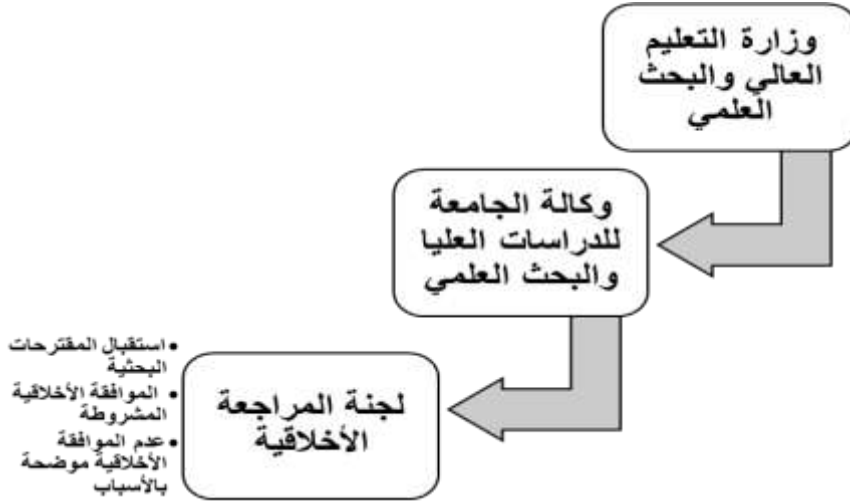 وزارة التعليم
العالي والبحث
العلمي
وكالة الجامعة
للدراسات العليا
والبحث العلمي
لجنة المراجعة
الأخلاقية
• استقبال المقترحات
البحثية
• الموافقة الأخلاقية
المشروطة
• عدم الموافقة
الأخلاقية موضحة
بالأسباب